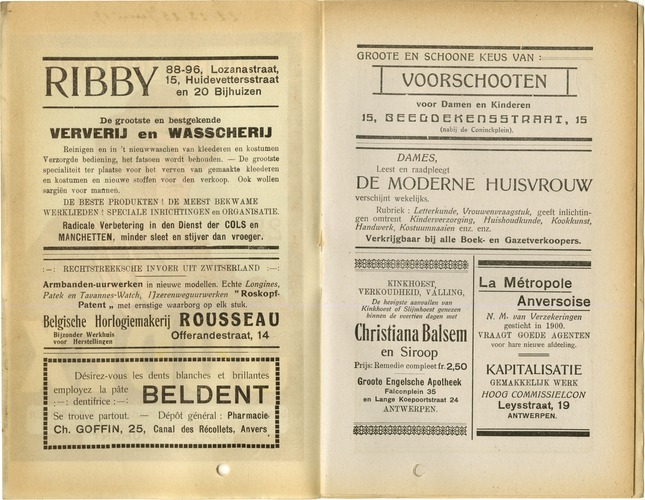 RIBBY
88-96, Lozanastraat,
15, Huidevettersstraat
en 20 Bijhuizen
De grootste en bestgekende
VERVERIJ en WASSCHERIJ
Reinigen en in 't nieuwwaschen van kleederen en kostumen
Verzorgde bediening, het fatsoen wordt behouden. — De grootste
specialiteit ter plaatse voor het verven van gemaakte kleederen
en kostumen en nieuwe stoffen voor den verkoop. Ook wollen
sargiën voor mannen.
DE BESTE PRODUKTEN! DE MEEST BEKWAME
WERKLIEDEN! SPECIALE INRICHTINGEN en ORGANISATIE.
Radicale Verbetering in den Dienst der COLS en
MANCHETTEN, minder sleet en stijver dan vroeger.
:—: RECHTSTREEKSCHE INVOER UIT ZWITSERLAND :—:
Armbanden-uurwerken in nieuwe modellen. Echte Longines,
Patek en Tavannes-Watch, IJzerenweguurwerken "Roskopf-
Patent„ met ernstige waarborg op elk stuk.
Belgische Horlogiemakerij ROUSSEAU
Bijzonder Werkhuis
voor Herstellingen
Offerandestraat, 14
Désirez-vous les dents blanches et brillantes
employez la pâte
:—: dentifrice :—:
BELDENT
Se trouve partout. — Dépôt général : Pharmacie
Ch. GOFFIN, 25, Canal des Récollets, Anvers
GROOTE EN SCHOONE KEUS VAN :
VOORSCHOOTEN
voor Damen en Kinderen
15, BEEGDEKENSSTRAAT, 15
(nabij de Coninckplein).
DAMES,
Leest en raadpleegt
DE MODERNE HUISVROUW
verschijnt wekelijks.
Rubriek : Letterkunde, Vrouwenvraagstuk, geeft inlichtin-
gen omtrent Kinderverzorging, Huishoudkunde, Kookkunst,
Handwerk, Kostuumnaaien enz. enz.
Verkrijgbaar bij alle Boek- en Gazetverkoopers.
KINKHOEST,
VERKOUDHEID, VALLING,
De hevigste aanvallen van
Kinkhoest of Slijmhoest genezen
binnen de veertien dagen met
Christiana Balsem
en Siroop
Prijs: Remedie compleet fr. 2,50
Groote Engelsche Apotheek
Falconplein 35
en Lange Koepoortstraat 24
ANTWERPEN.
La Métropole
Anversoise
N. M. van Verzekeringen
gesticht in 1900.
VRAAGT GOEDE AGENTEN
voor hare nieuwe afdeeling.
KAPITALISATIE
GEMAKKELIJK WERK
HOOG COMMISSIELOON
Leysstraat, 19
ANTWERPEN.